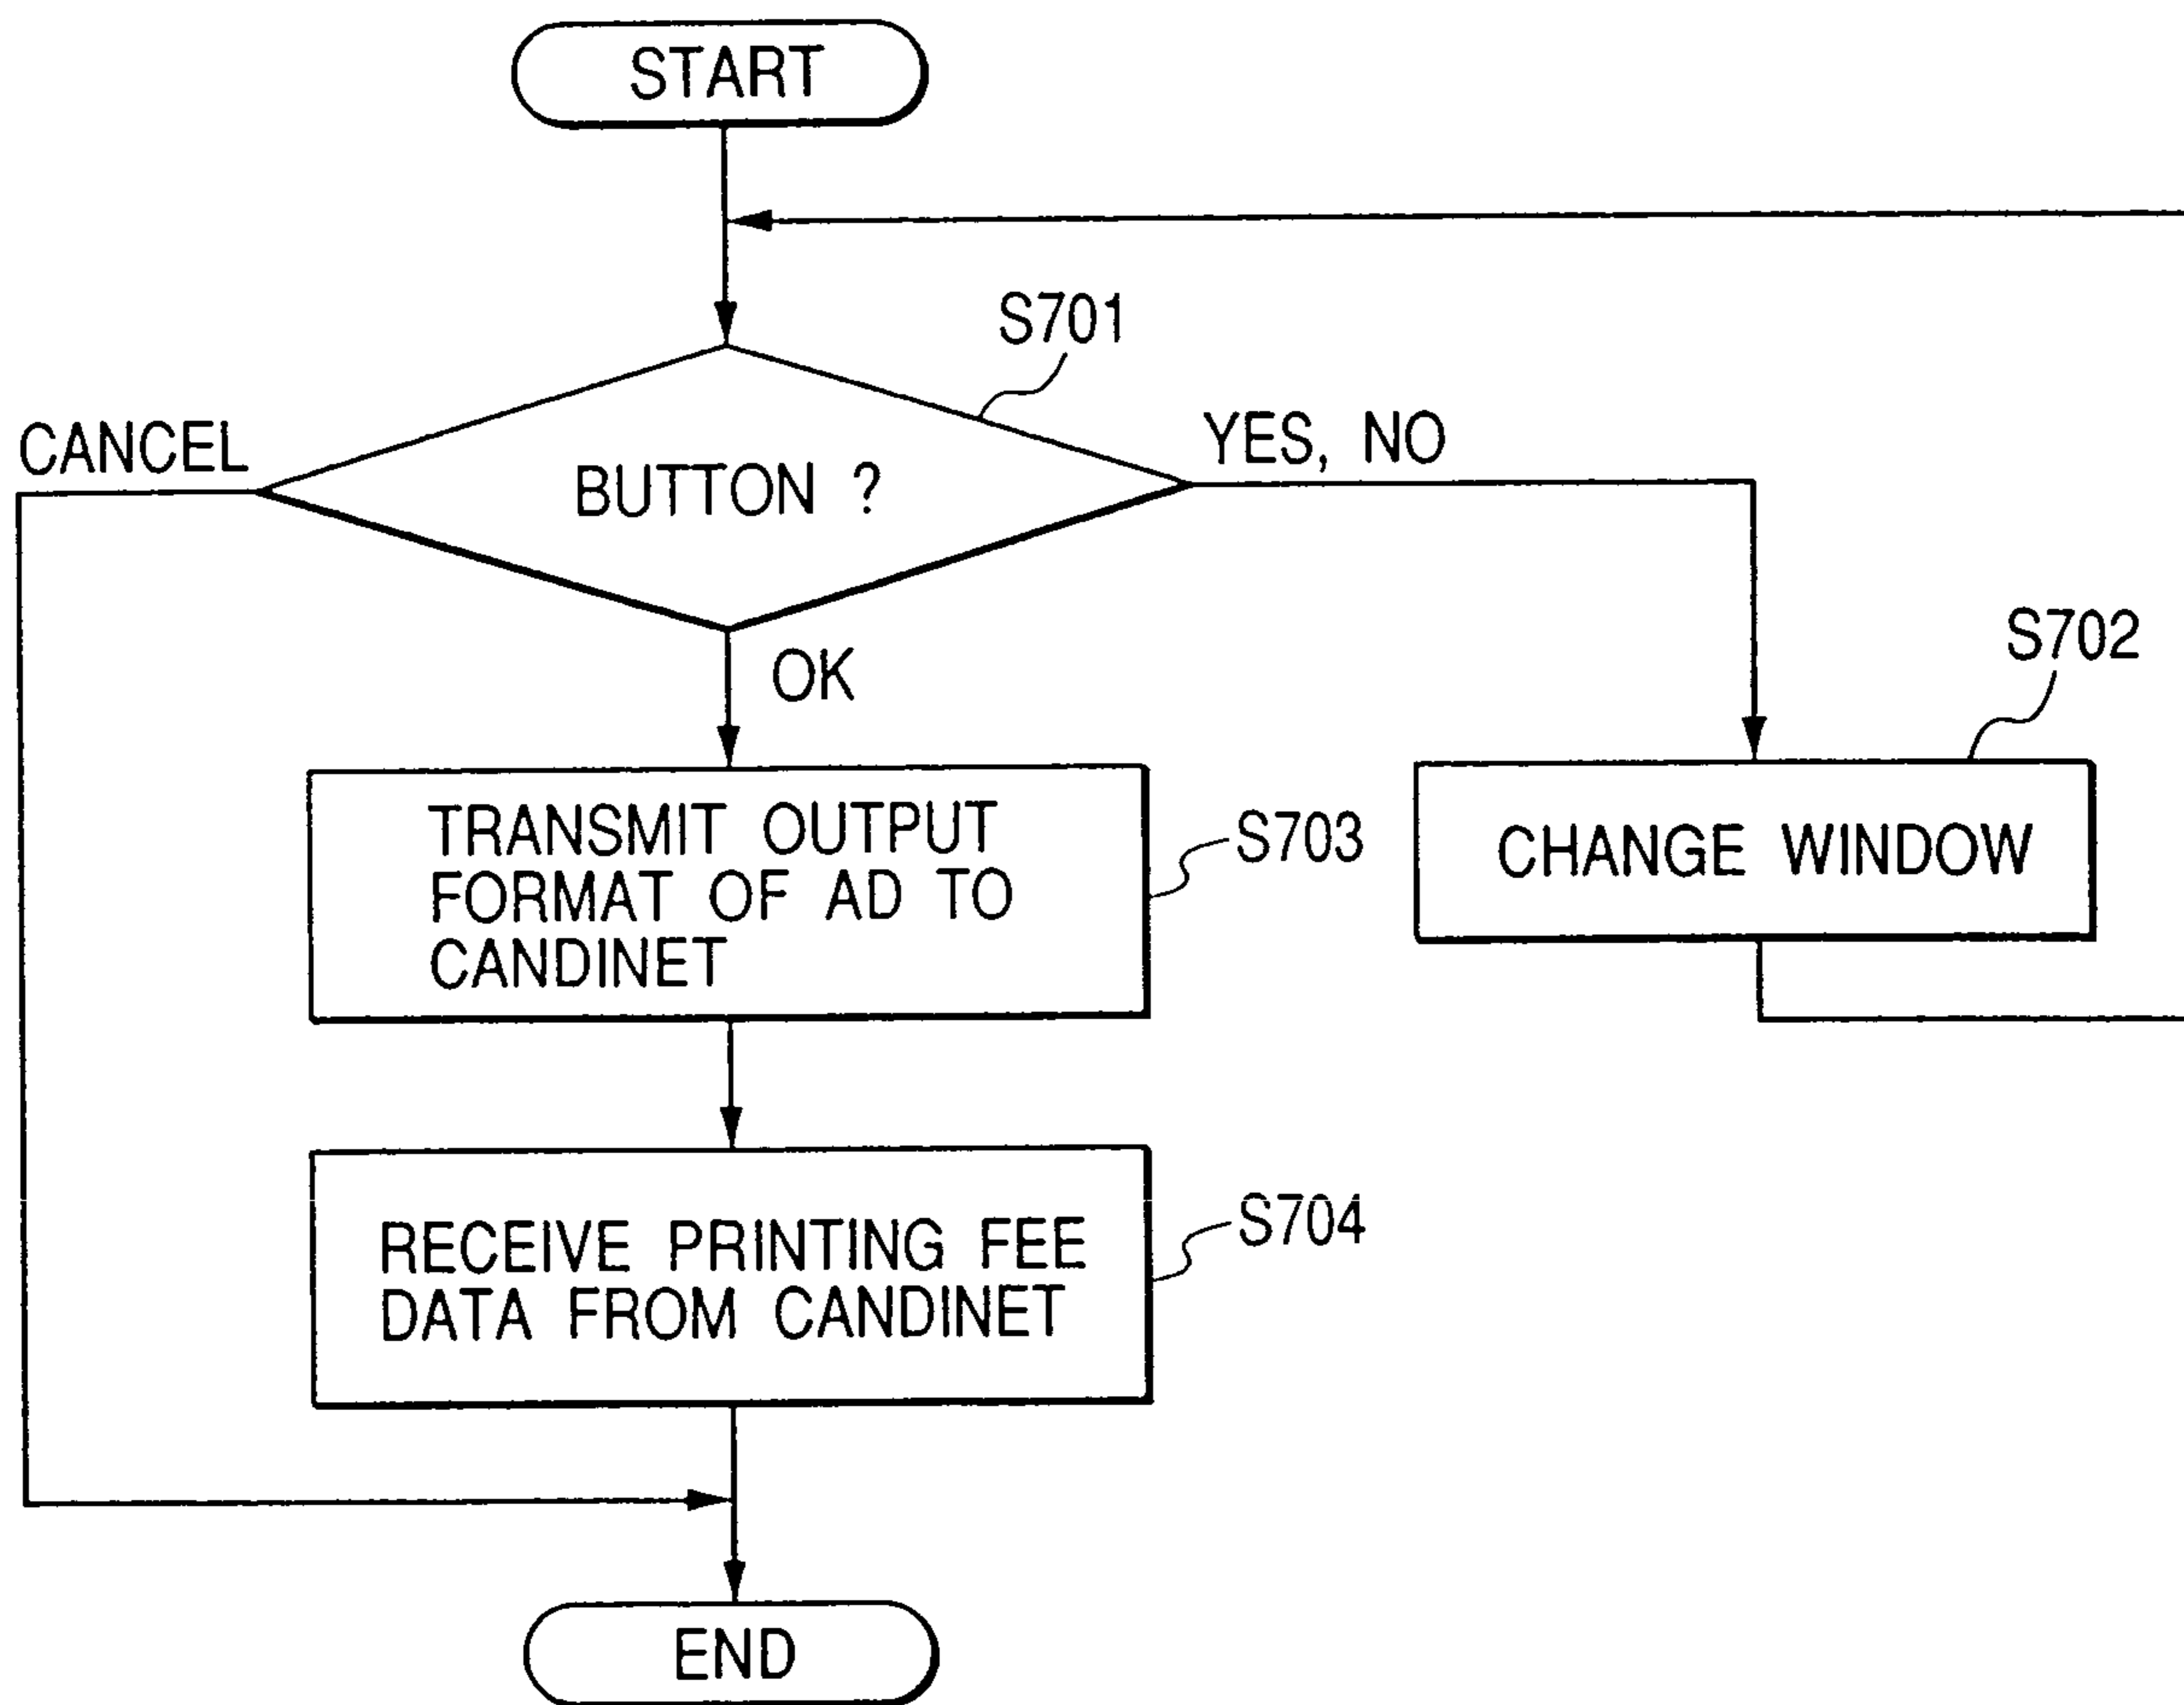 START
S701
CANCEL
BUTTON ?
YES, NO
OK
S702
TRANSMIT OUTPUT
FORMAT OF AD TO
CANDINET
S703
CHANGE WINDOW
RECEIVE PRINTING FEE
DATA FROM CANDINET
S704
END